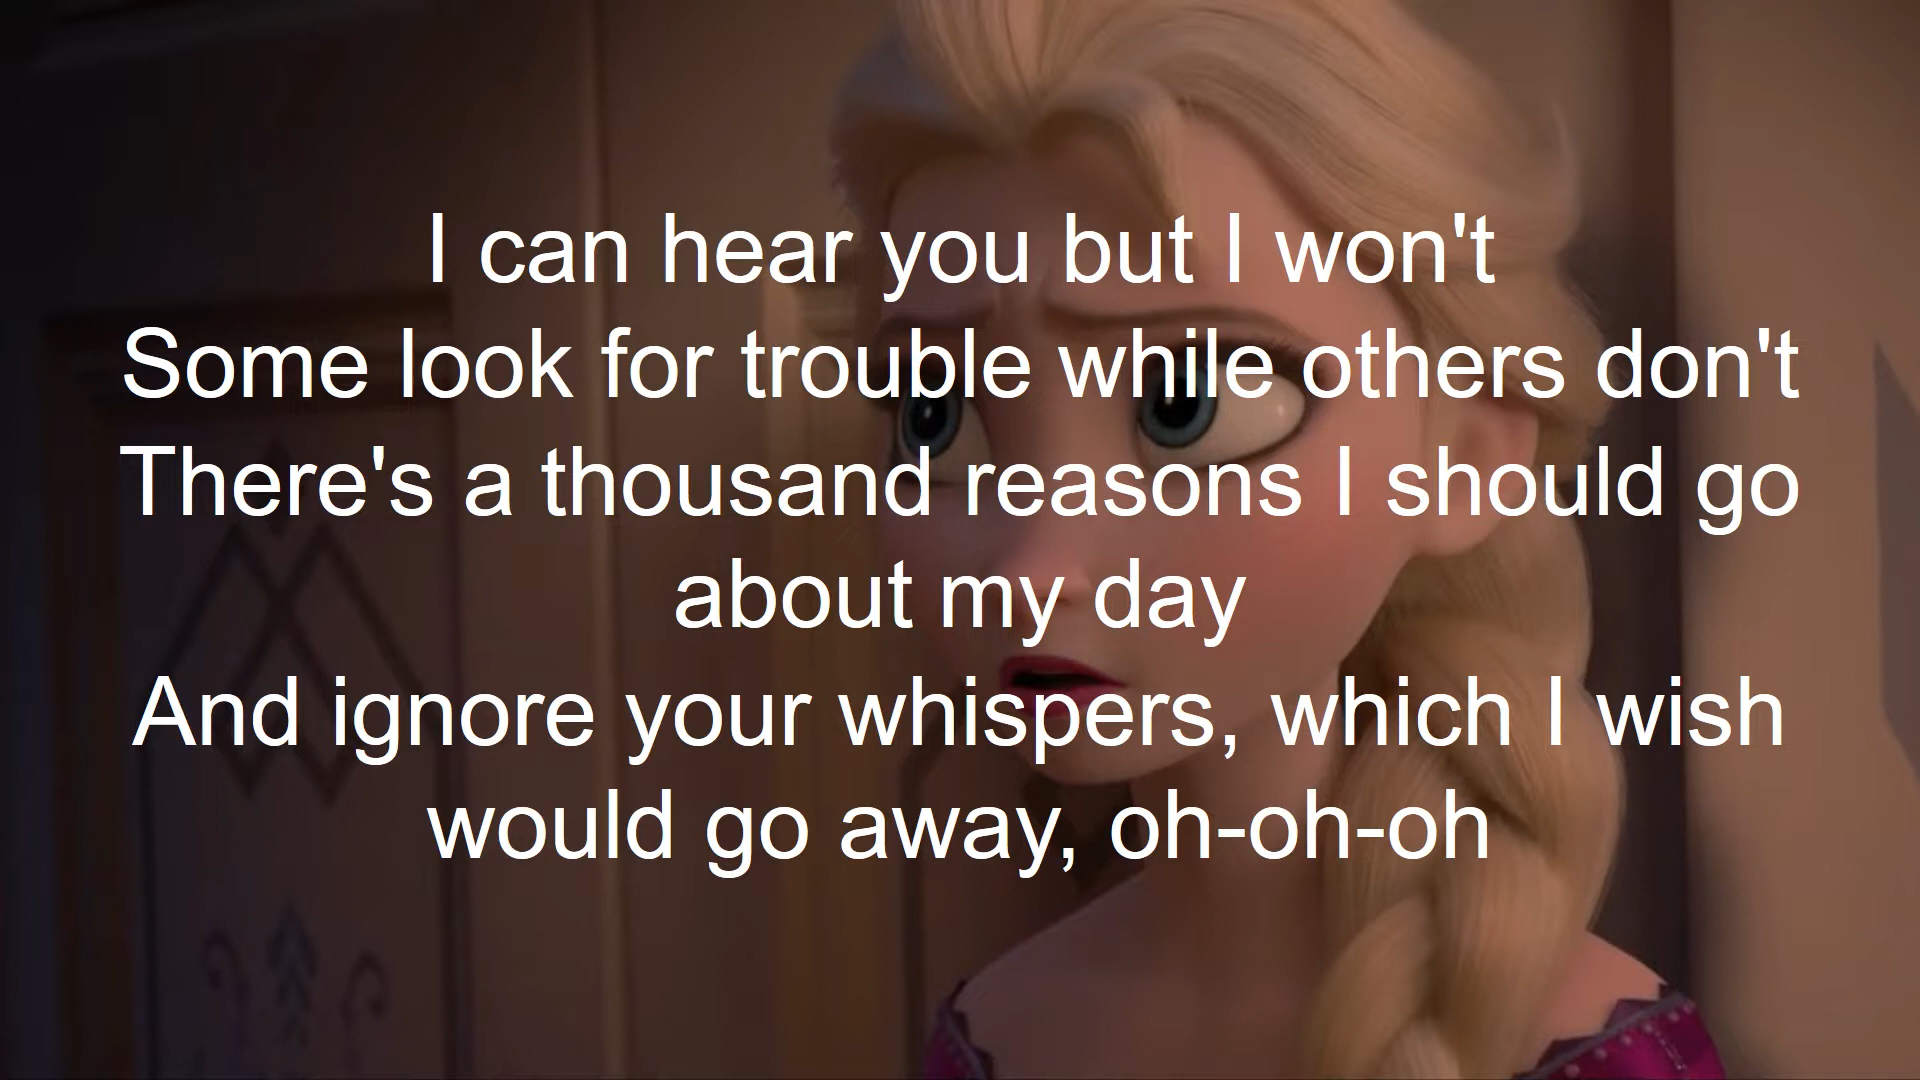 I can hear you but I won't
Some look for trouble while others don't
There's a thousand reasons I should go
about my day
And ignore your whispers, which I wish
would go away, oh-oh-oh